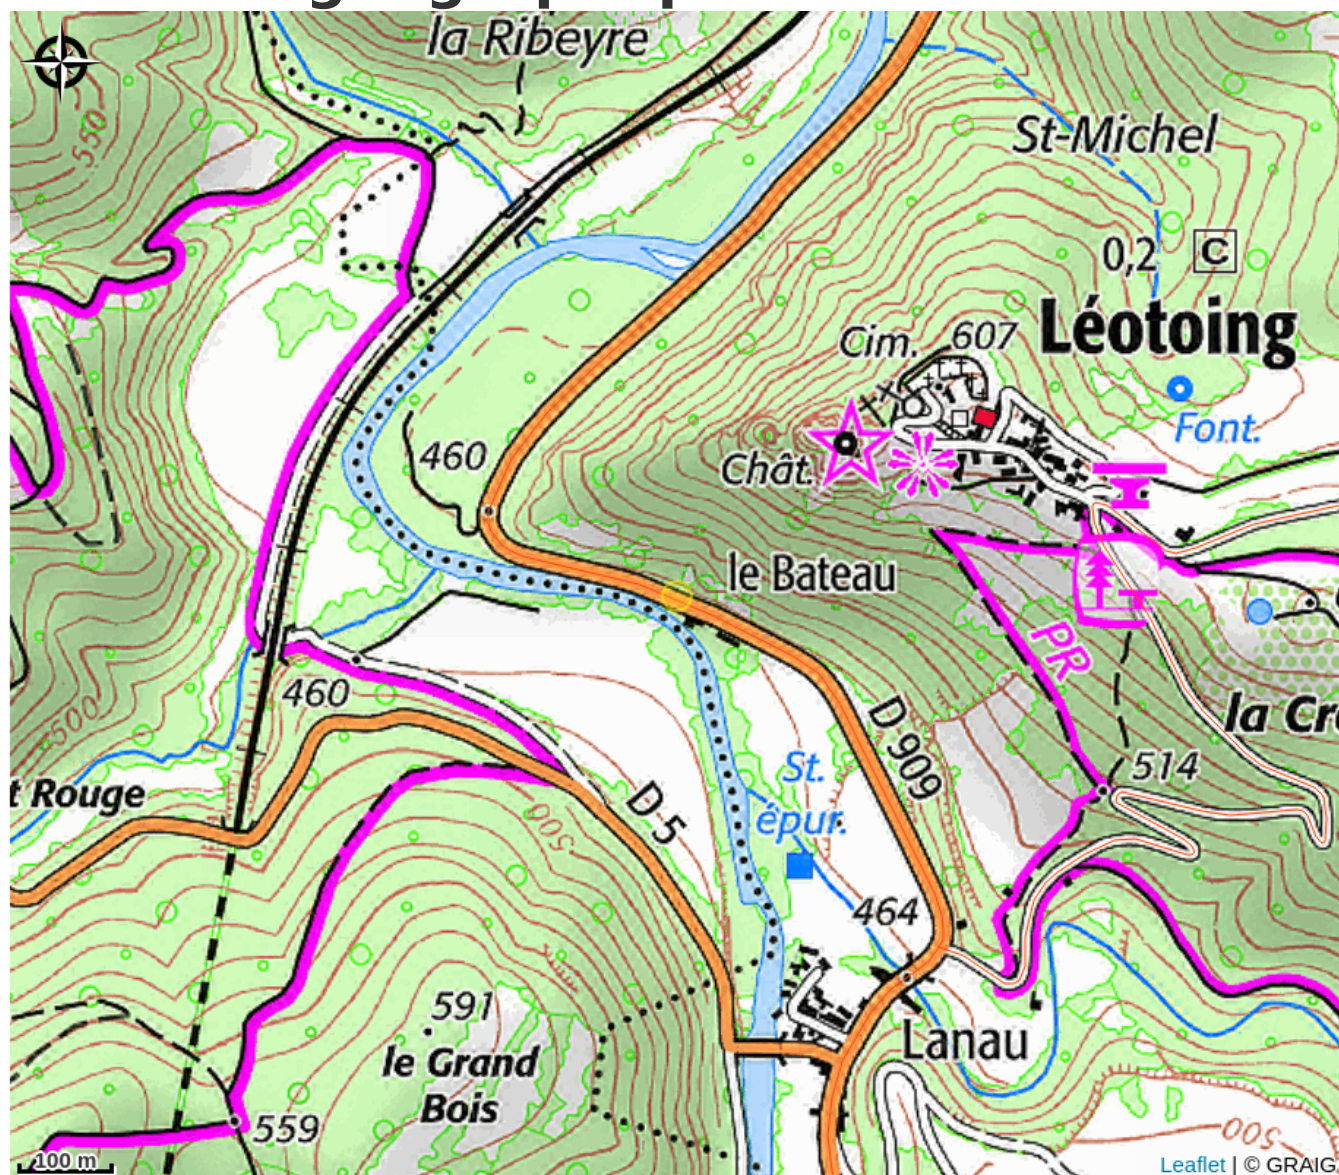 la Ribeyre
550
St-Michel
0,2 C
Léotoing
Cim. 607
Font.
460
Chât.
le Bateau
PR
460
500
la Cr
D 909
514
t Rouge
St.
épur.
D 5
500
464
591
le Grand
Bois
Lanau
559
500
100 m
Leaflet | © GRAIC